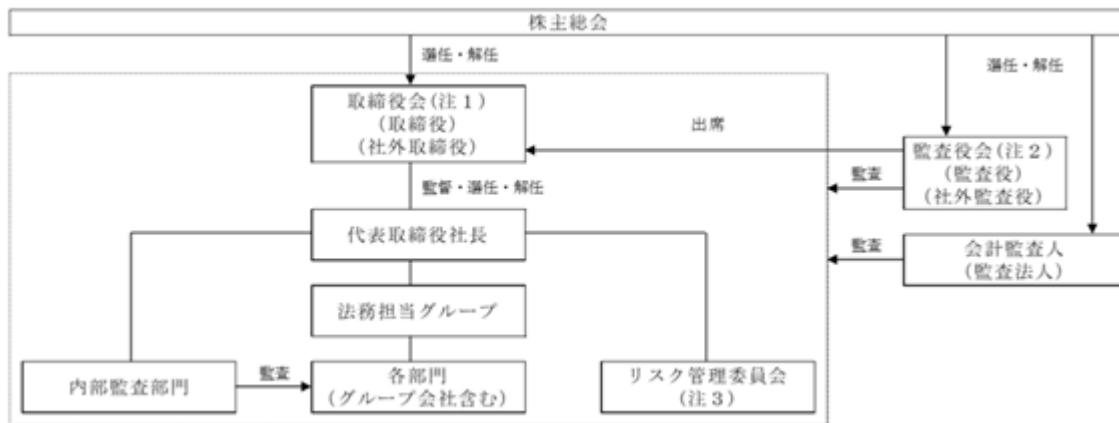 株主総会
選任・解任
選任・解任
取締役会(注１)
(取締役)
(社外取締役)
出席
監査役会(注２)
(監査役)
(社外監査役)
監査
監督・選任・解任
代表取締役社長
監査
会計監査人
(監査法人)
法務担当グループ
内部監査部門
監査
各部門
(グループ会社含む)
リスク管理委員会
(注３)